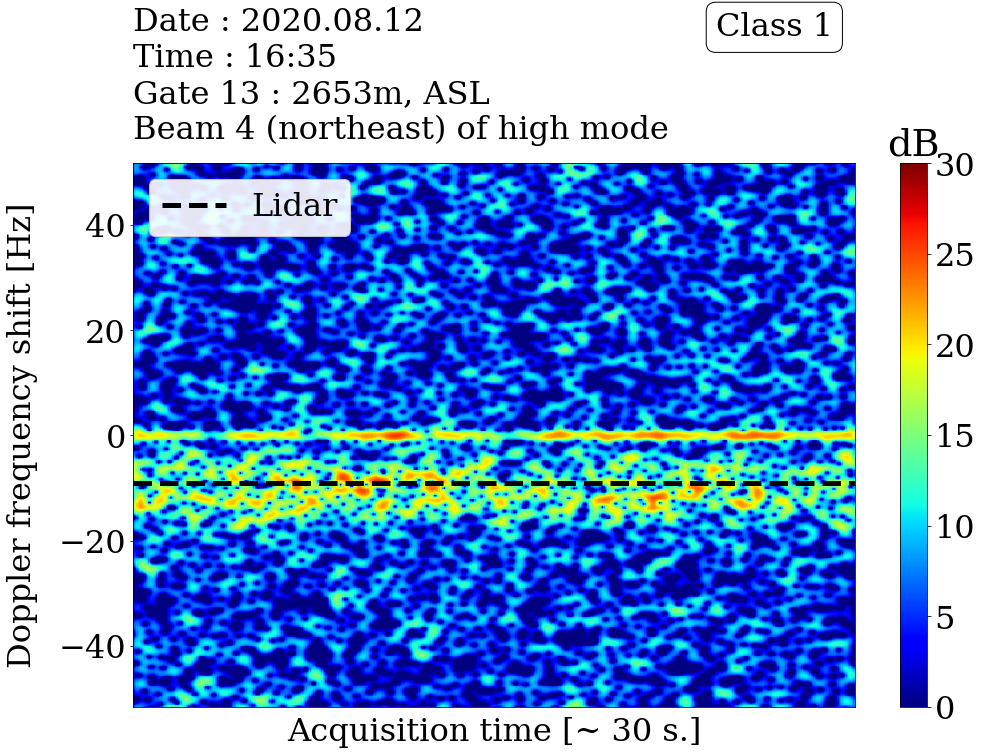 Date : 2020.08.12
Time : 16:35
Gate 13 : 2653m, ASL
Beam 4 (northeast) of high mode
Class 1
dB
Lidar
Doppler frequency shift [Hz]
40
20
0
−20
−40
30
25
20
15
10
5
0
Acquisition time [~ 30 s.]